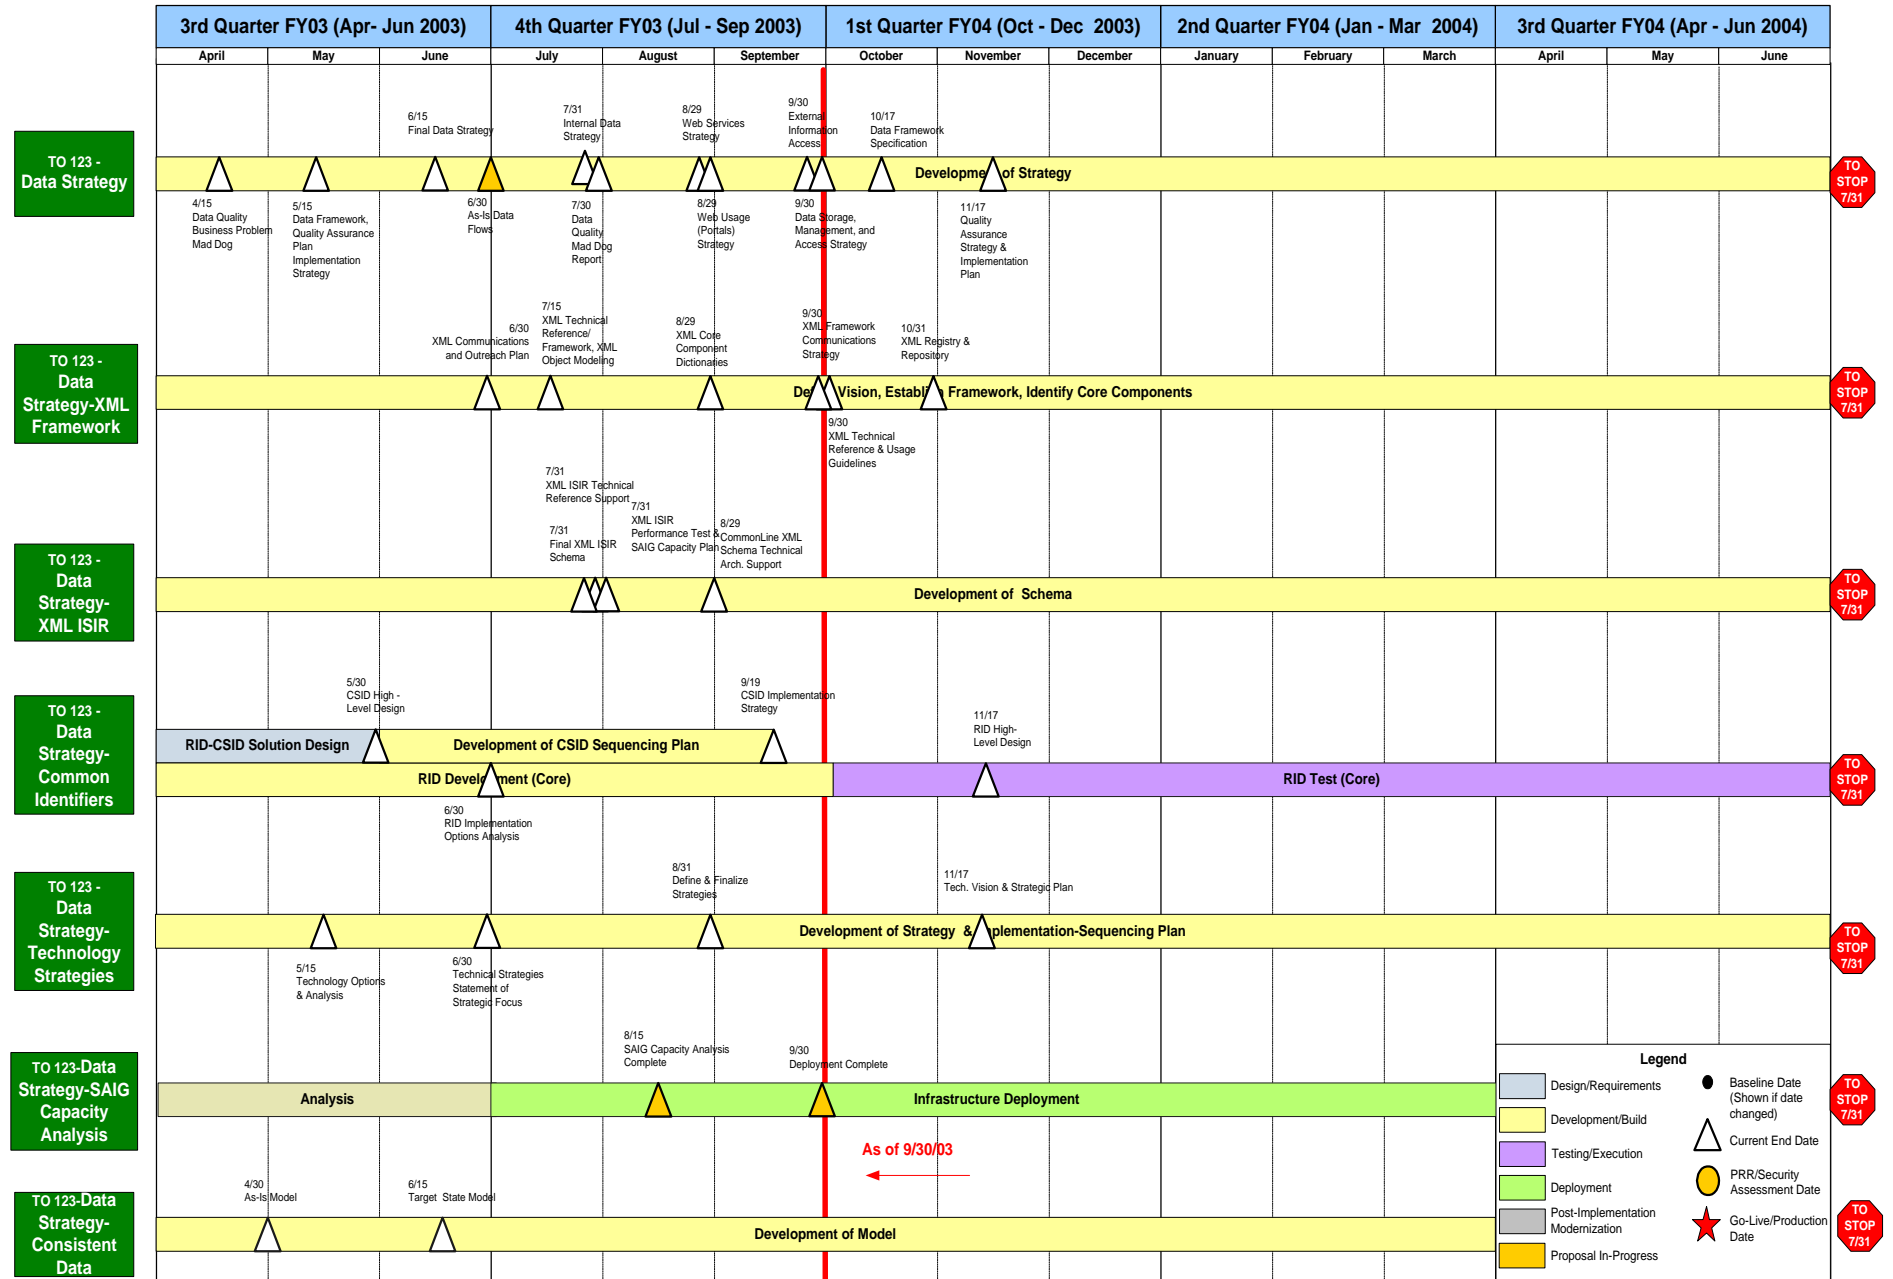 3rd Quarter FY03 (Apr- Jun 2003)
4th Quarter FY03 (Jul - Sep 2003)
1st Quarter FY04 (Oct - Dec 2003)
2nd Quarter FY04 (Jan - Mar 2004)
3rd Quarter FY04 (Apr - Jun 2004)
April
May
June
July
August
September
October
November
December
January
February
March
April
May
June
TO 123 -
Data Strategy
6/15
Final Data Strategy
7/31
Internal Data
Strategy
8/29
Web Services
Strategy
9/30
External
Information
Access
10/17
Data Framework
Specification
Development of Strategy
TO
STOP
7/31
4/15
Data Quality
Business Problem
Mad Dog
5/15
Data Framework,
Quality Assurance
Plan
Implementation
Strategy
6/30
As-Is Data
Flows
7/30
Data
Quality
Mad Dog
Report
8/29
Web Usage
(Portals)
Strategy
9/30
Data Storage,
Management, and
Access Strategy
11/17
Quality
Assurance
Strategy &
Implementation
Plan
TO 123 -
Data
Strategy-XML
Framework
6/30
XML Communications
and Outreach Plan
7/15
XML Technical
Reference/
Framework, XML
Object Modeling
8/29
XML Core
Component
Dictionaries
9/30
XML Framework
Communications
Strategy
10/31
XML Registry &
Repository
Define Vision, Establish Framework, Identify Core Components
TO
STOP
7/31
9/30
XML Technical
Reference & Usage
Guidelines
TO 123 -
Data
Strategy-
XML ISIR
7/31
XML ISIR Technical
Reference Support
7/31
Final XML ISIR
Schema
7/31
XML ISIR
Performance Test &
SAIG Capacity Plan
8/29
CommonLine XML
Schema Technical
Arch. Support
Development of Schema
TO
STOP
7/31
TO 123 -
Data
Strategy-
Common
Identifiers
5/30
CSID High -
Level Design
9/19
CSID Implementation
Strategy
11/17
RID High-
Level Design
RID-CSID Solution Design
Development of CSID Sequencing Plan
RID Development (Core)
RID Test (Core)
TO
STOP
7/31
6/30
RID Implementation
Options Analysis
TO 123 -
Data
Strategy-
Technology
Strategies
8/31
Define & Finalize
Strategies
11/17
Tech. Vision & Strategic Plan
Development of Strategy & Implementation-Sequencing Plan
TO
STOP
7/31
5/15
Technology Options
& Analysis
6/30
Technical Strategies
Statement of
Strategic Focus
TO 123-Data
Strategy-SAIG
Capacity
Analysis
8/15
SAIG Capacity Analysis
Complete
9/30
Deployment Complete
Analysis
Infrastructure Deployment
TO
STOP
7/31
As of 9/30/03
TO 123-Data
Strategy-
Consistent
Data
4/30
As-Is Model
6/15
Target State Model
Development of Model
TO
STOP
7/31
Legend
Design/Requirements
Development/Build
Testing/Execution
Deployment
Post-Implementation
Modernization
Proposal In-Progress
Baseline Date
(Shown if date
changed)
Current End Date
PRR/Security
Assessment Date
Go-Live/Production
Date